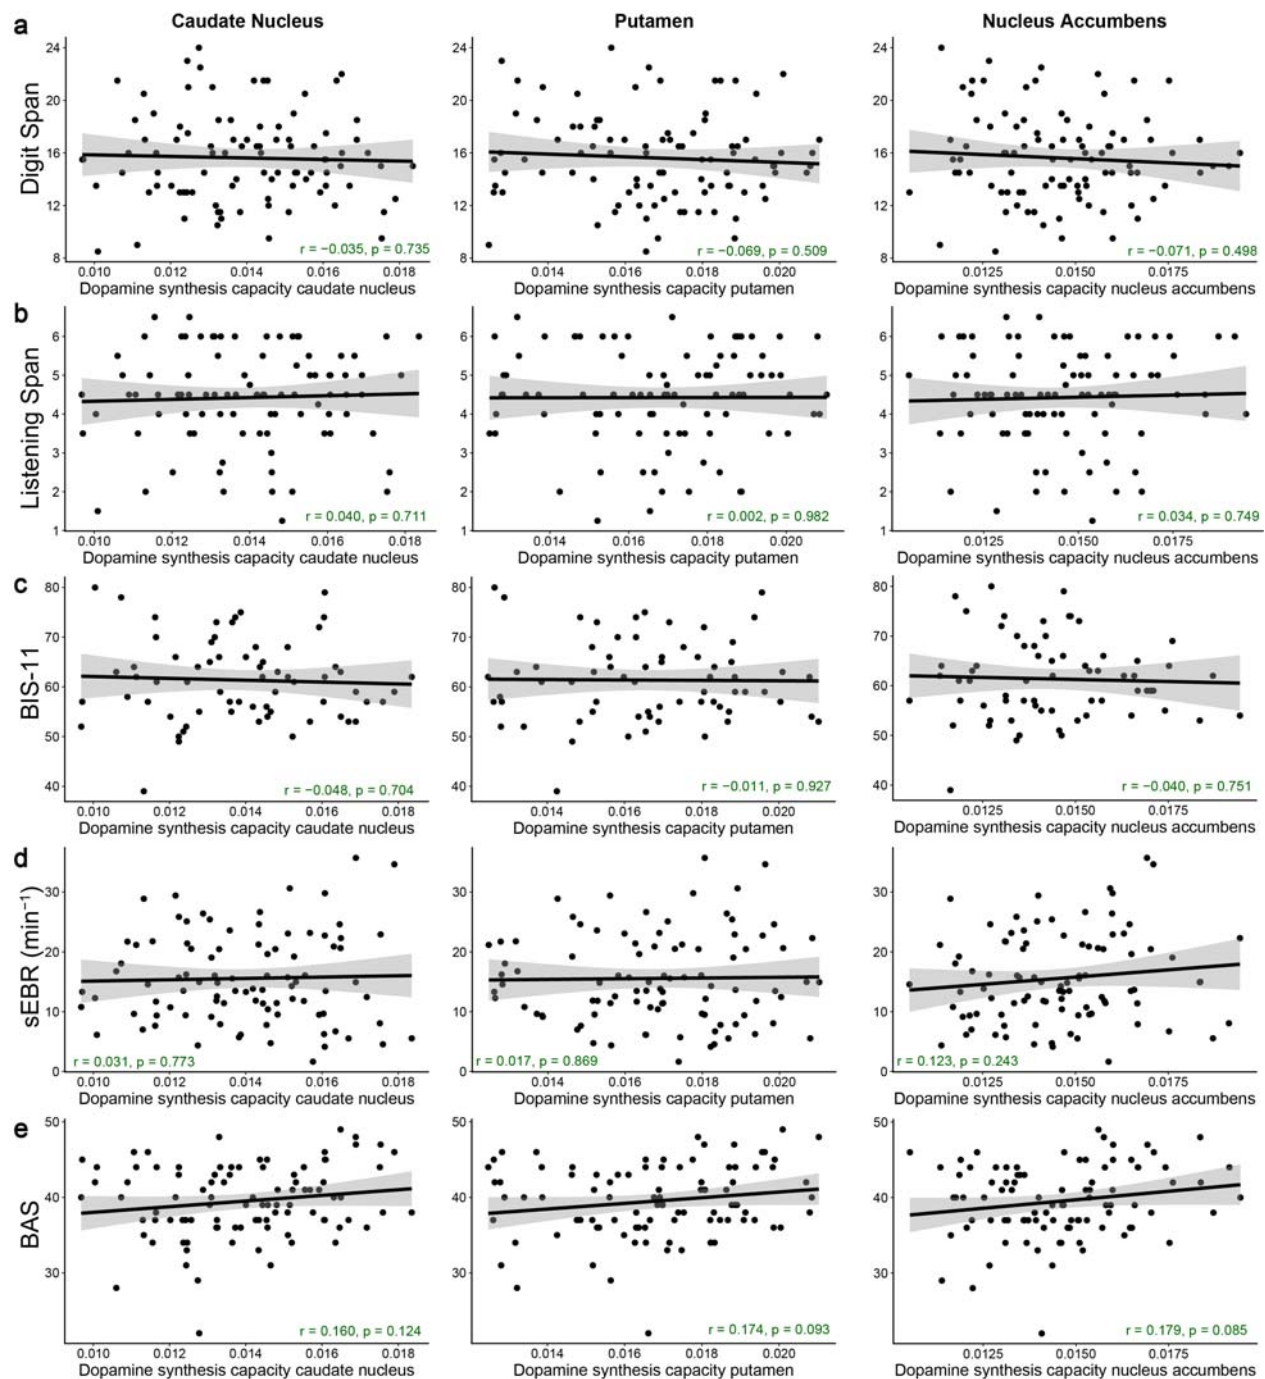 Caudate Nucleus Putamen Nucleus Accumbens
a
Digit Span
24 24 24
20 20 20
16 16 16
12 12 12
8 8 8
r = −0.035, p = 0.735 r = −0.069, p = 0.509 r = −0.071, p = 0.498
0.010 0.012 0.014 0.016 0.018 0.014 0.016 0.018 0.020 0.0125 0.0150 0.0175
Dopamine synthesis capacity caudate nucleus Dopamine synthesis capacity putamen Dopamine synthesis capacity nucleus accumbens
b
Listening Span
6 6 6
5 5 5
4 4 4
3 3 3
2 2 2
1 1 1
r = 0.040, p = 0.711 r = 0.002, p = 0.982 r = 0.034, p = 0.749
0.010 0.012 0.014 0.016 0.018 0.014 0.016 0.018 0.020 0.0125 0.0150 0.0175
Dopamine synthesis capacity caudate nucleus Dopamine synthesis capacity putamen Dopamine synthesis capacity nucleus accumbens
c
BIS-11
80 80 80
70 70 70
60 60 60
50 50 50
40 40 40
r = −0.048, p = 0.704 r = −0.011, p = 0.927 r = −0.040, p = 0.751
0.010 0.012 0.014 0.016 0.018 0.014 0.016 0.018 0.020 0.0125 0.0150 0.0175
Dopamine synthesis capacity caudate nucleus Dopamine synthesis capacity putamen Dopamine synthesis capacity nucleus accumbens
d
sEBR (min⁻¹)
30 30 30
20 20 20
10 10 10
0 0 0
r = 0.031, p = 0.773 r = 0.017, p = 0.869 r = 0.123, p = 0.243
0.010 0.012 0.014 0.016 0.018 0.014 0.016 0.018 0.020 0.0125 0.0150 0.0175
Dopamine synthesis capacity caudate nucleus Dopamine synthesis capacity putamen Dopamine synthesis capacity nucleus accumbens
e
BAS
50 50 50
40 40 40
30 30 30
r = 0.160, p = 0.124 r = 0.174, p = 0.093 r = 0.179, p = 0.085
0.010 0.012 0.014 0.016 0.018 0.014 0.016 0.018 0.020 0.0125 0.0150 0.0175
Dopamine synthesis capacity caudate nucleus Dopamine synthesis capacity putamen Dopamine synthesis capacity nucleus accumbens